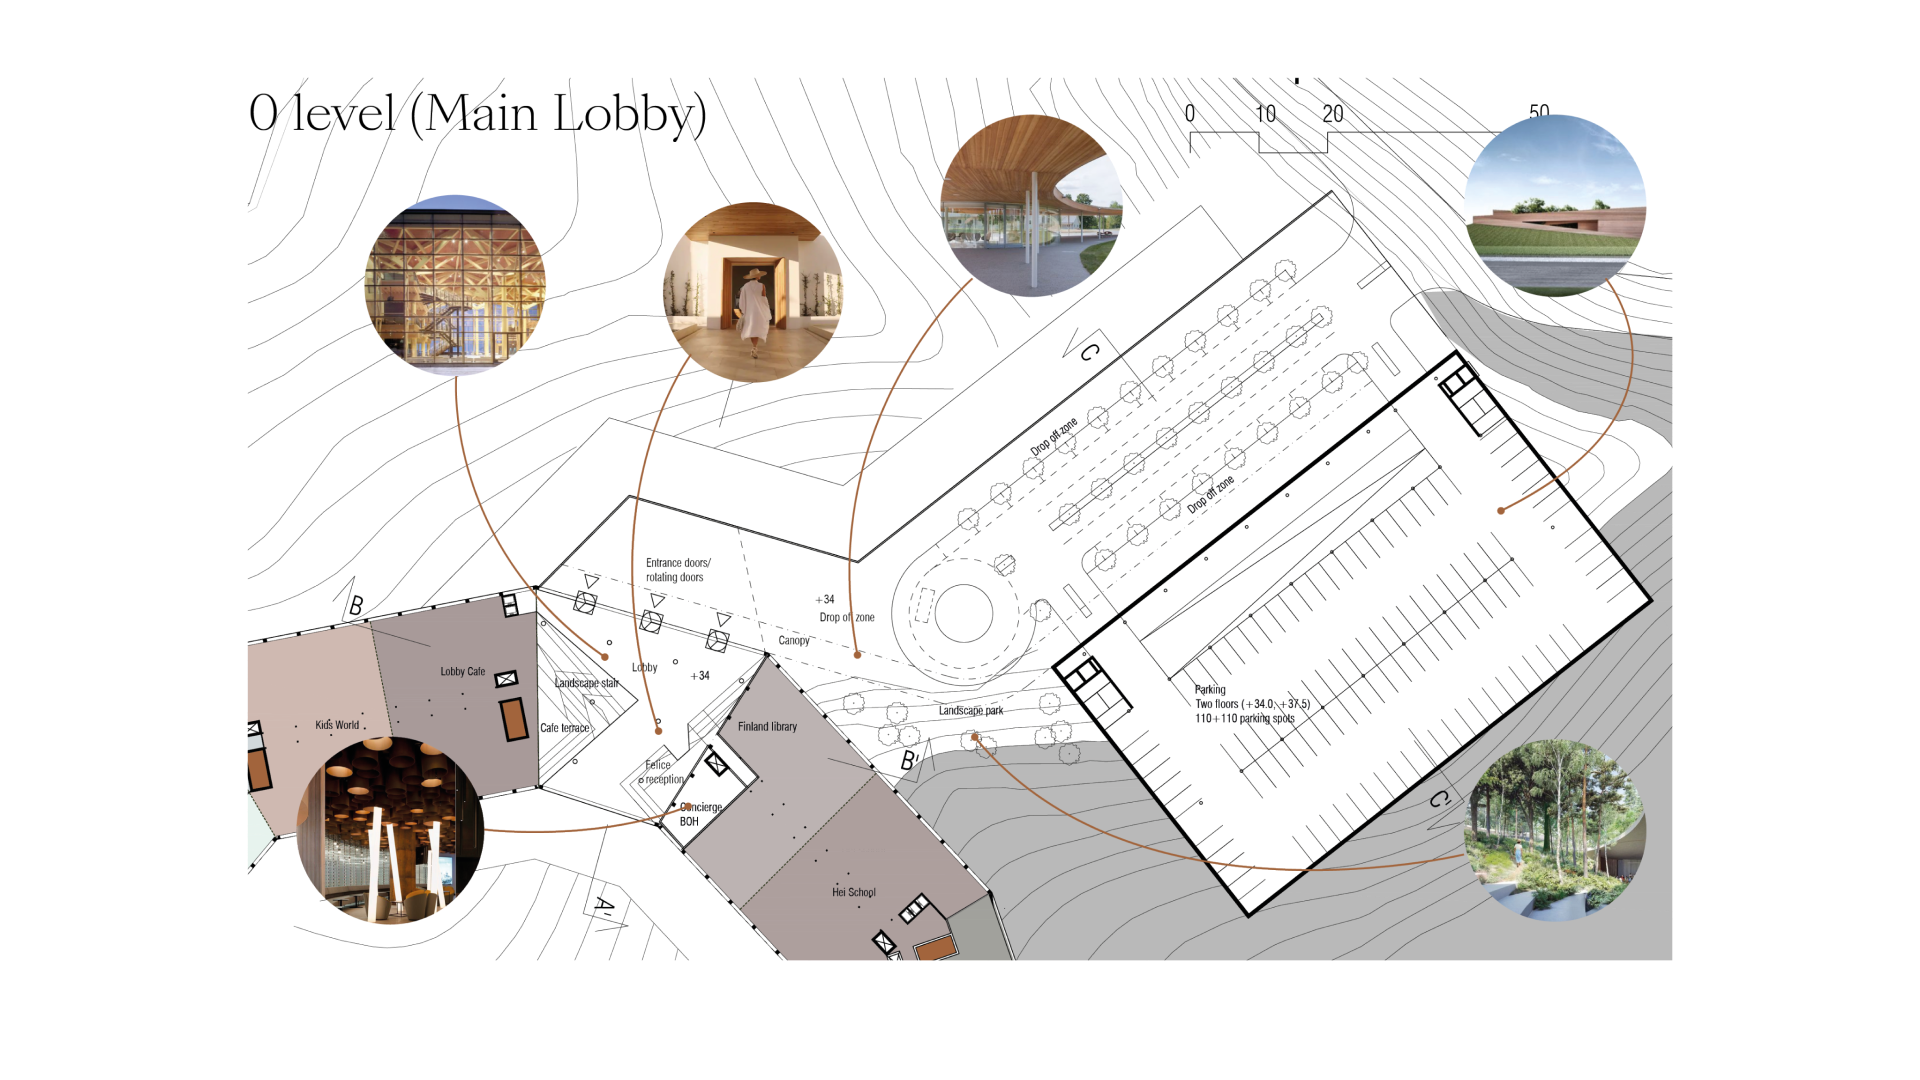 0 level (Main Lobby)
0 10 20 50
C
Drop off zone
Drop off zone
Entrance doors/
rotating doors
+34
Drop off zone
Canopy
B
Lobby
+34
Lobby Cafe
Landscape stair
Cafe terrace
Kids World
Finland library
Landscape park
Parking
Two floors (+34.0, +37.5)
110+110 parking spots
B'
Felice
reception
Concierge
BOH
C'
Hei School
A'